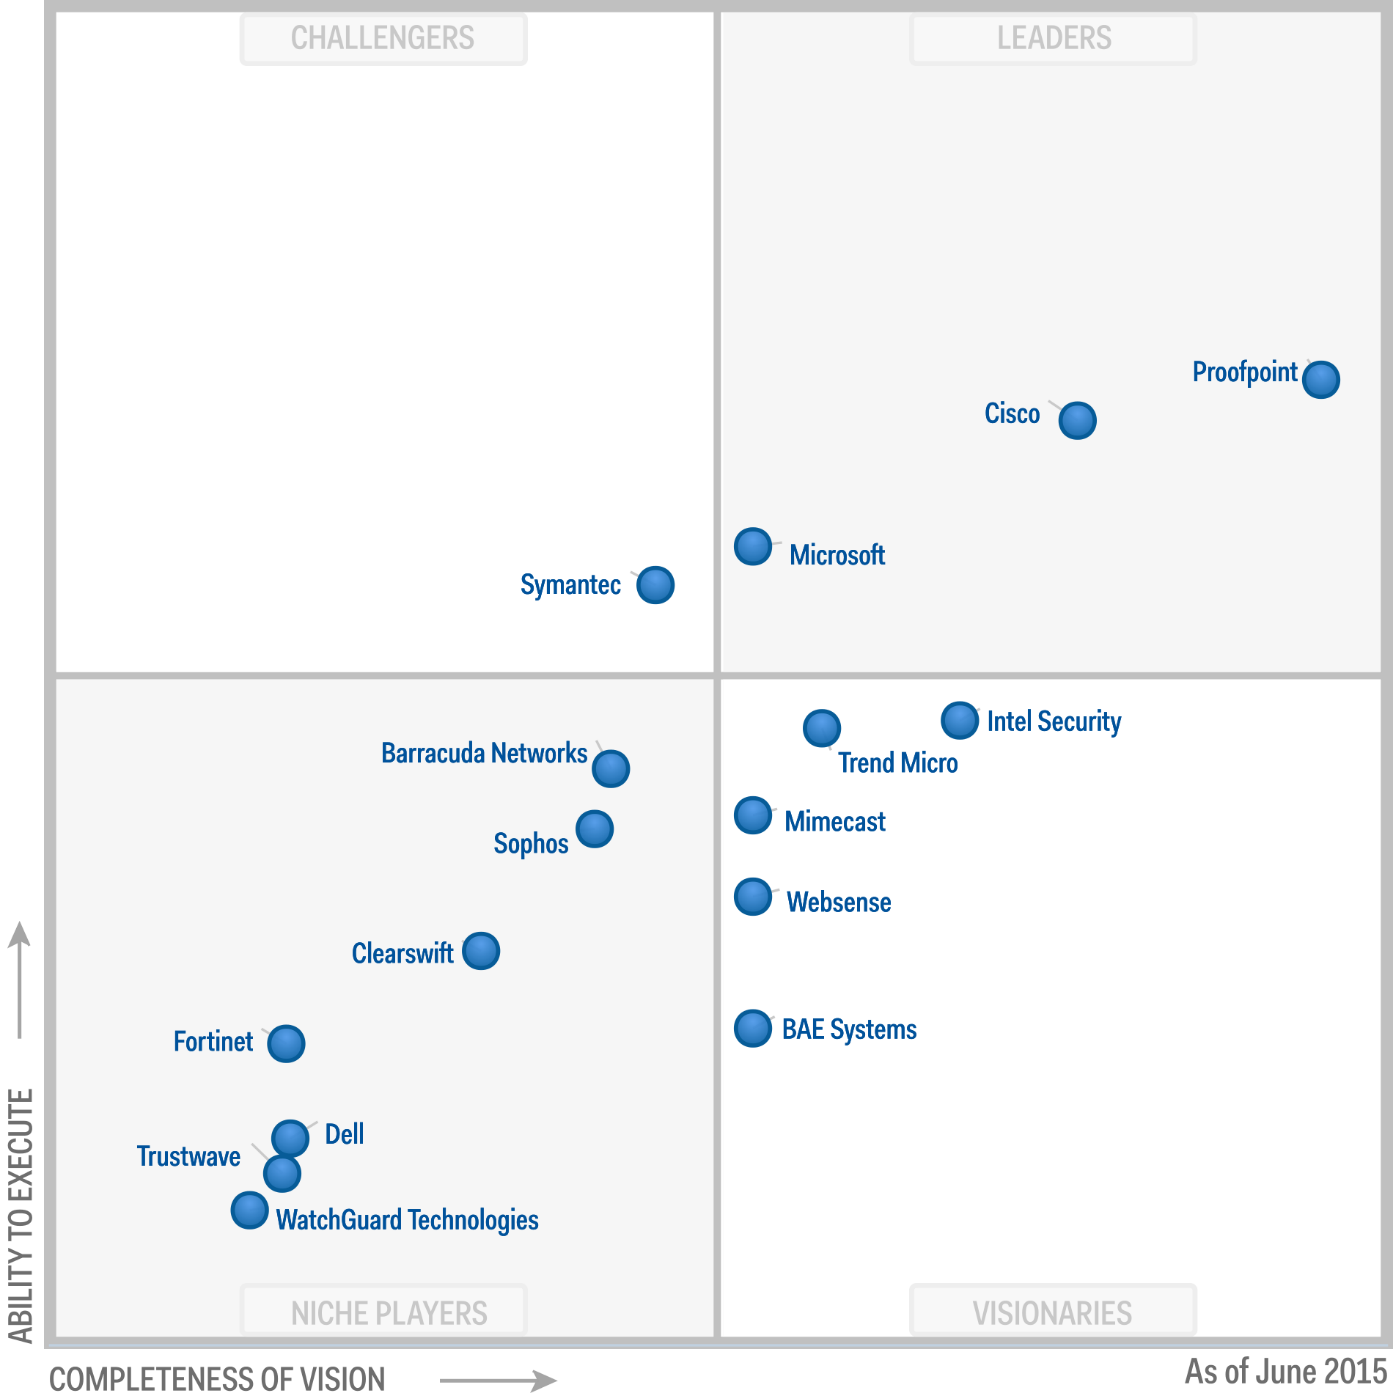 CHALLENGERS
LEADERS
Proofpoint
Cisco
Microsoft
Symantec
Intel Security
Barracuda Networks
Trend Micro
Mimecast
Sophos
Websense
Clearswift
BAE Systems
Fortinet
Dell
Trustwave
WatchGuard Technologies
NICHE PLAYERS
VISIONARIES
ABILITY TO EXECUTE
COMPLETENESS OF VISION
As of June 2015